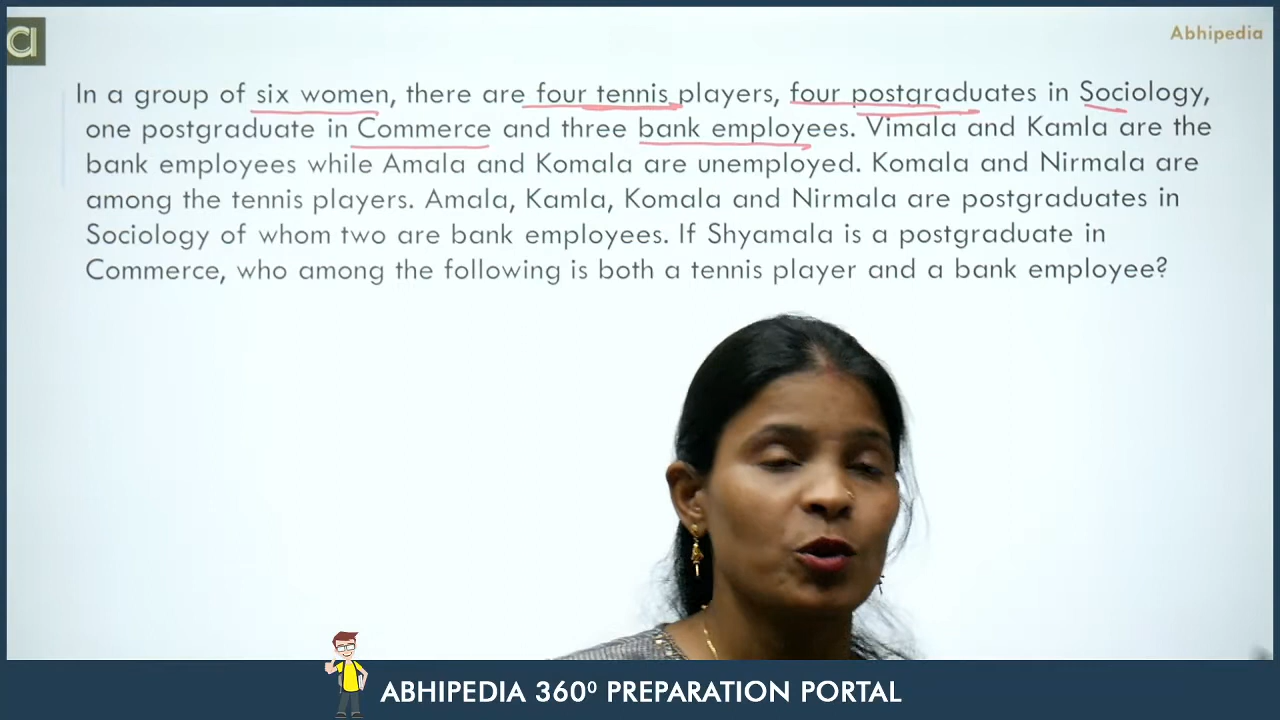 a
Abhipedia
In a group of six women, there are four tennis players, four postgraduates in Sociology,
one postgraduate in Commerce and three bank employees. Vimala and Kamla are the
bank employees while Amala and Komala are unemployed. Komala and Nirmala are
among the tennis players. Amala, Kamla, Komala and Nirmala are postgraduates in
Sociology of whom two are bank employees. If Shyamala is a postgraduate in
Commerce, who among the following is both a tennis player and a bank employee?
ABHIPEDIA 360⁰ PREPARATION PORTAL